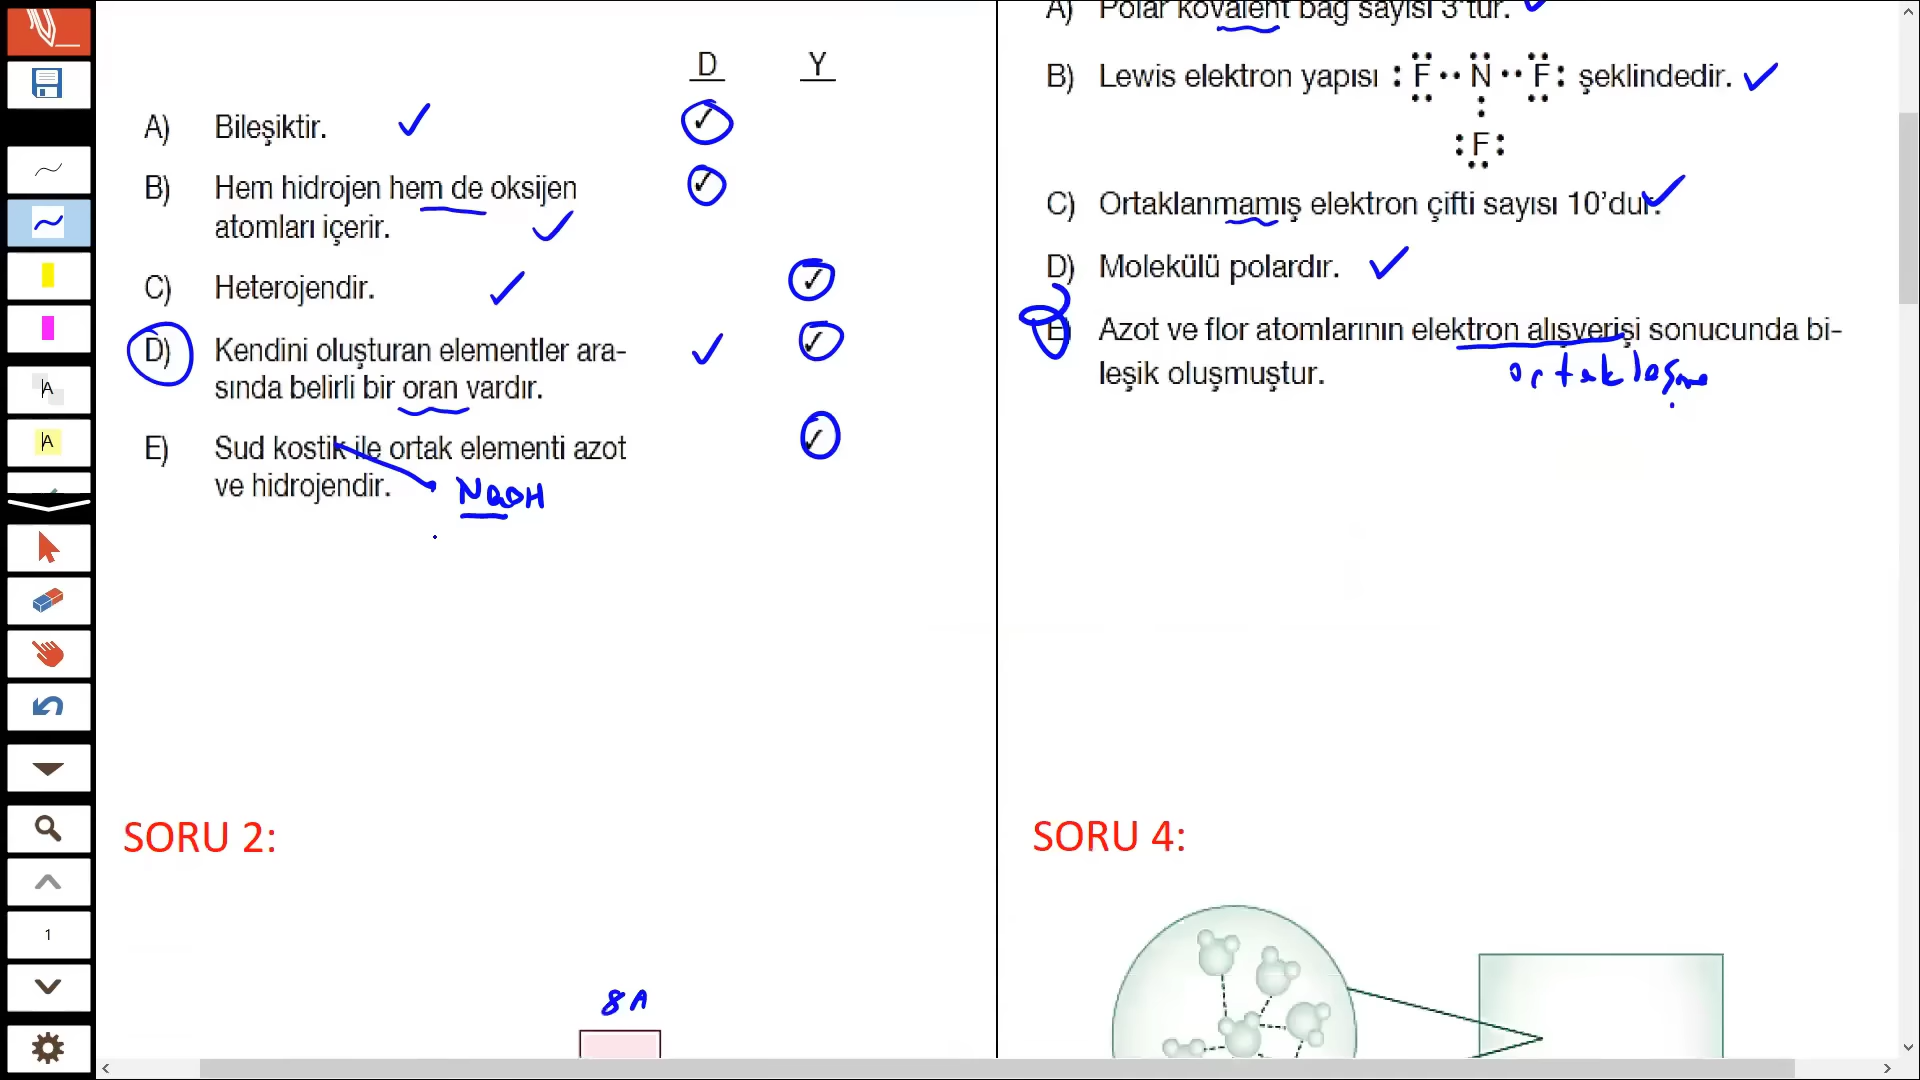 D Y
A) Bileşiktir.
B) Hem hidrojen hem de oksijen
atomları içerir.
C) Heterojendir.
D) Kendini oluşturan elementler ara-
sında belirli bir oran vardır.
E) Sud kostik ile ortak elementi azot
ve hidrojendir.
NaOH
SORU 2:
8A
A) Polar kovalent bağ sayısı 3'tür.
B) Lewis elektron yapısı :F··N··F: şeklindedir.
:F:
C) Ortaklanmamış elektron çifti sayısı 10'dur.
D) Molekülü polardır.
E) Azot ve flor atomlarının elektron alışverişi sonucunda bi-
leşik oluşmuştur.
ortakleşme
SORU 4:
A
A
1